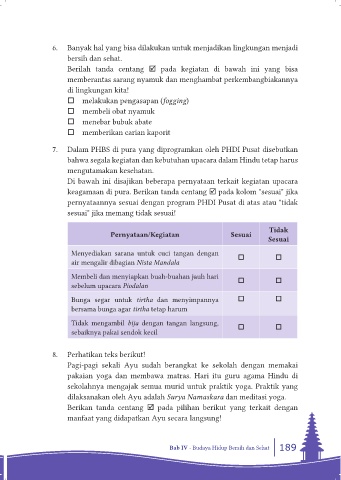 6. Banyak hal yang bisa dilakukan untuk menjadikan lingkungan menjadi
bersih dan sehat.
Berilah tanda centang ☑ pada kegiatan di bawah ini yang bisa
memberantas sarang nyamuk dan menghambat perkembangbiakannya
di lingkungan kita!
☐ melakukan pengasapan (fogging)
☐ membeli obat nyamuk
☐ menebar bubuk abate
☐ memberikan carian kaporit
7. Dalam PHBS di pura yang diprogramkan oleh PHDI Pusat disebutkan
bahwa segala kegiatan dan kebutuhan upacara dalam Hindu tetap harus
mengutamakan kesehatan.
Di bawah ini disajikan beberapa pernyataan terkait kegiatan upacara
keagamaan di pura. Berikan tanda centang ☑ pada kolom "sesuai" jika
pernyataannya sesuai dengan program PHDI Pusat di atas atau "tidak
sesuai" jika memang tidak sesuai!
Pernyataan/Kegiatan Sesuai Tidak
Sesuai
Menyediakan sarana untuk cuci tangan dengan ☐ ☐
air mengalir dibagian Nista Mandala
Membeli dan menyiapkan buah-buahan jauh hari ☐ ☐
sebelum upacara Piodalan
Bunga segar untuk tirtha dan menyimpannya ☐ ☐
bersama bunga agar tirtha tetap harum
Tidak mengambil bija dengan tangan langsung, ☐ ☐
sebaiknya pakai sendok kecil
8. Perhatikan teks berikut!
Pagi-pagi sekali Ayu sudah berangkat ke sekolah dengan memakai
pakaian yoga dan membawa matras. Hari itu guru agama Hindu di
sekolahnya mengajak semua murid untuk praktik yoga. Praktik yang
dilaksanakan oleh Ayu adalah Surya Namaskara dan meditasi yoga.
Berikan tanda centang ☑ pada pilihan berikut yang terkait dengan
manfaat yang didapatkan Ayu secara langsung!
Bab IV - Budaya Hidup Bersih dan Sehat 189